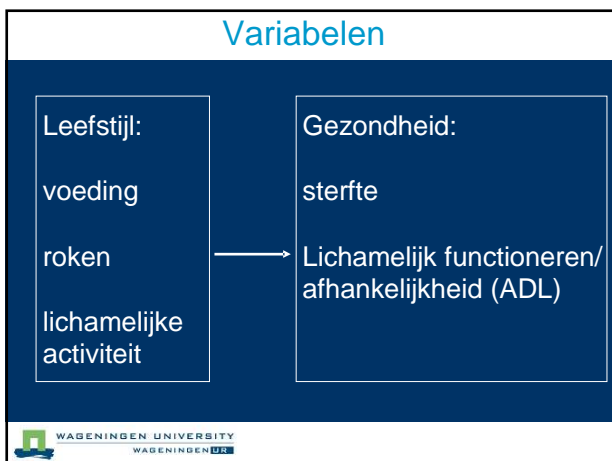 Variabelen
Leefstijl:
voeding
roken
lichamelijke
activiteit
Gezondheid:
sterfte
Lichamelijk functioneren/
afhankelijkheid (ADL)
WAGENINGEN UNIVERSITY
WAGENINGEN UR